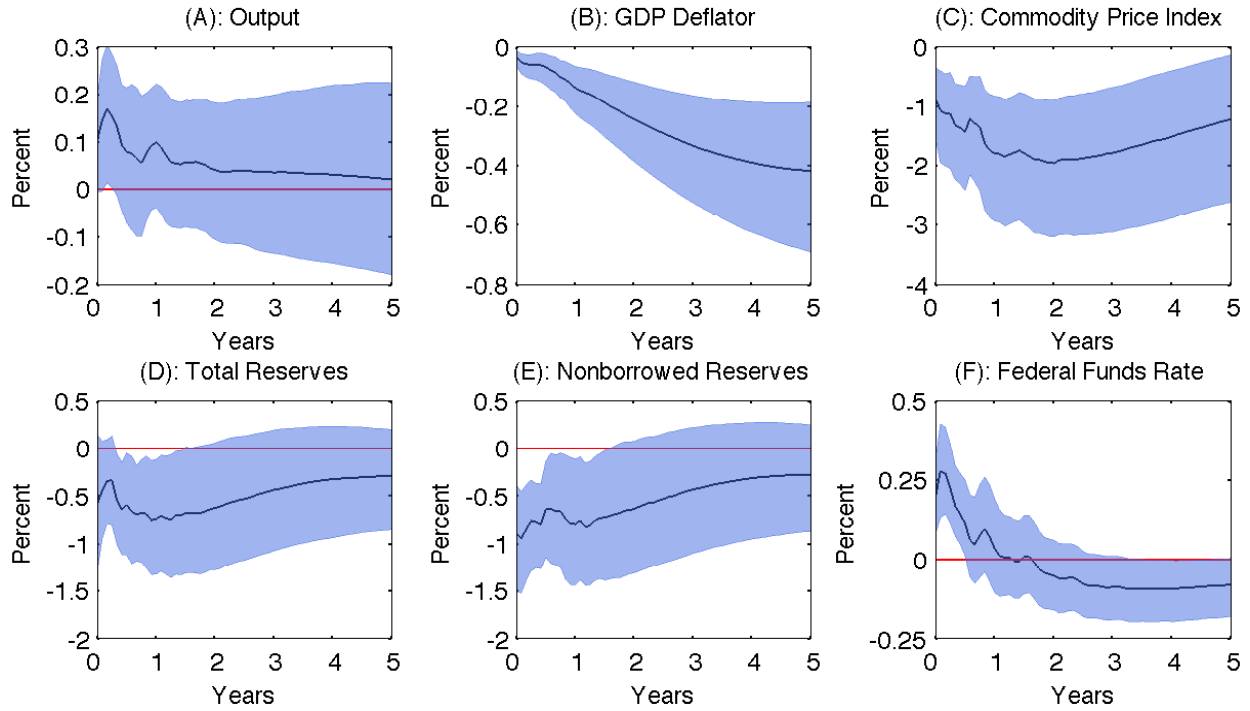 (A): Output
(B): GDP Deflator
(C): Commodity Price Index
Percent
0.3
0.2
0.1
0
-0.1
-0.2
0 1 2 3 4 5
Years
Percent
0
-0.2
-0.4
-0.6
-0.8
0 1 2 3 4 5
Years
Percent
0
-1
-2
-3
-4
0 1 2 3 4 5
Years
(D): Total Reserves
(E): Nonborrowed Reserves
(F): Federal Funds Rate
Percent
0.5
0
-0.5
-1
-1.5
-2
0 1 2 3 4 5
Years
Percent
0.5
0
-0.5
-1
-1.5
-2
0 1 2 3 4 5
Years
Percent
0.5
0.25
0
-0.25
0 1 2 3 4 5
Years